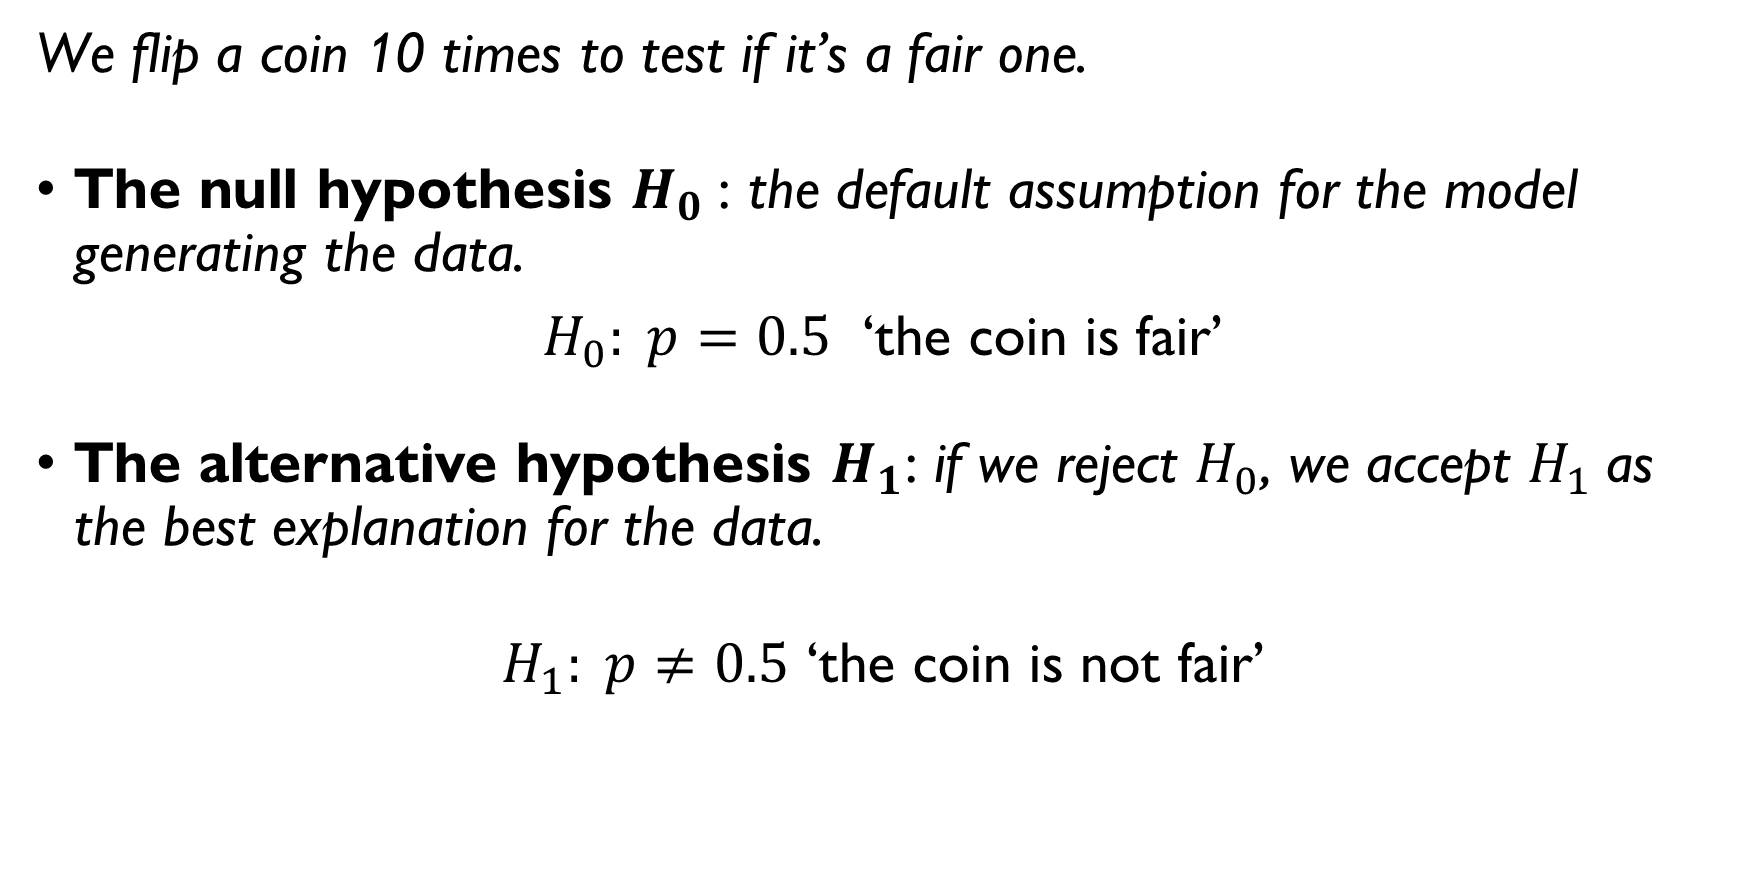 We flip a coin 10 times to test if it’s a fair one.
• The null hypothesis H₀ : the default assumption for the model
generating the data.
H₀: p = 0.5 ‘the coin is fair’
• The alternative hypothesis H₁: if we reject H₀, we accept H₁ as
the best explanation for the data.
H₁: p ≠ 0.5 ‘the coin is not fair’